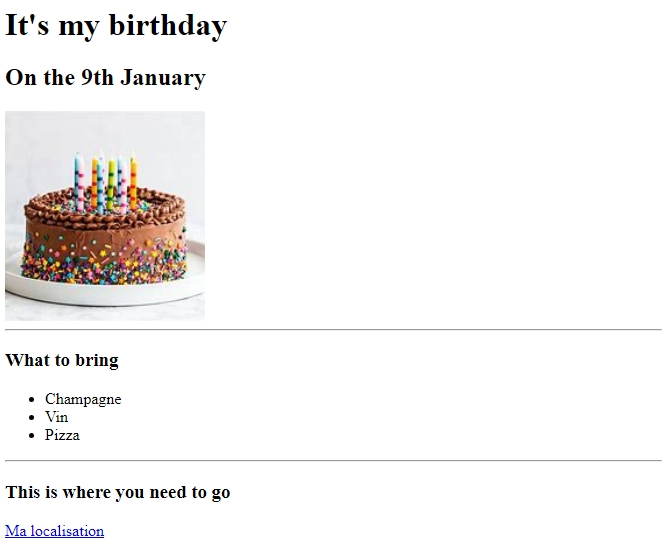 It's my birthday
On the 9th January
What to bring
Champagne
Vin
Pizza
This is where you need to go
Ma localisation